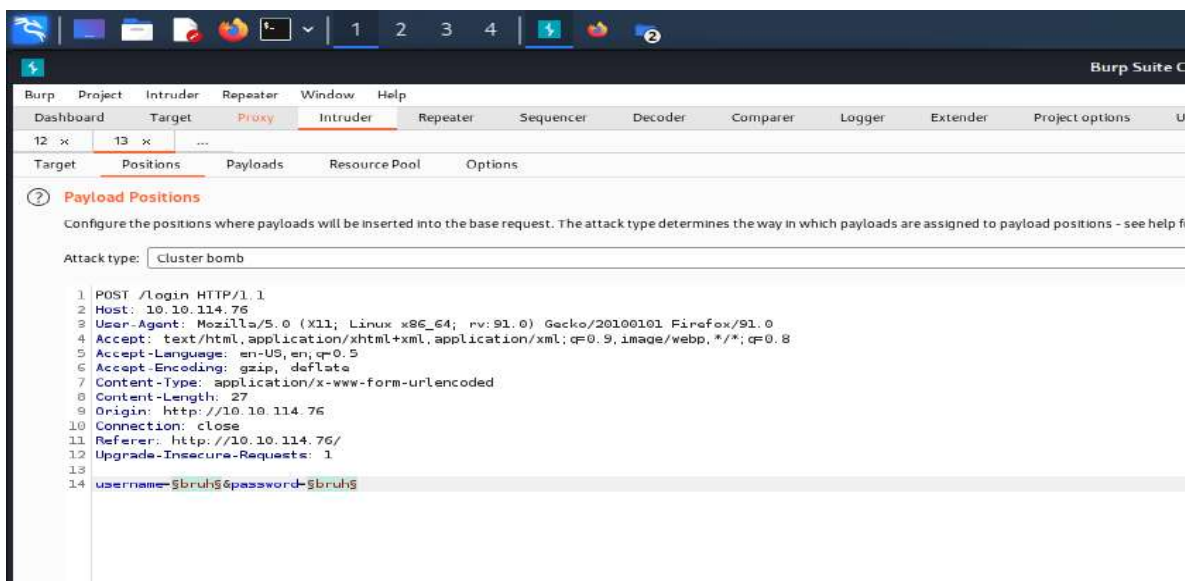 1 2 3 4 2
Burp Suite C
Burp Project Intruder Repeater Window Help
Dashboard Target Proxy Intruder Repeater Sequencer Decoder Comparer Logger Extender Project options U
12 × 13 × ...
Target Positions Payloads Resource Pool Options
? Payload Positions
Configure the positions where payloads will be inserted into the base request. The attack type determines the way in which payloads are assigned to payload positions - see help f
Attack type: Cluster bomb
1 POST /login HTTP/1.1
2 Host: 10.10.114.76
3 User-Agent: Mozilla/5.0 (X11; Linux x86_64; rv:91.0) Gecko/20100101 Firefox/91.0
4 Accept: text/html,application/xhtml+xml,application/xml;q=0.9,image/webp,*/*;q=0.8
5 Accept-Language: en-US,en;q=0.5
6 Accept-Encoding: gzip, deflate
7 Content-Type: application/x-www-form-urlencoded
8 Content-Length: 27
9 Origin: http://10.10.114.76
10 Connection: close
11 Referer: http://10.10.114.76/
12 Upgrade-Insecure-Requests: 1
13
14 username=§bruh§&password=§bruh§